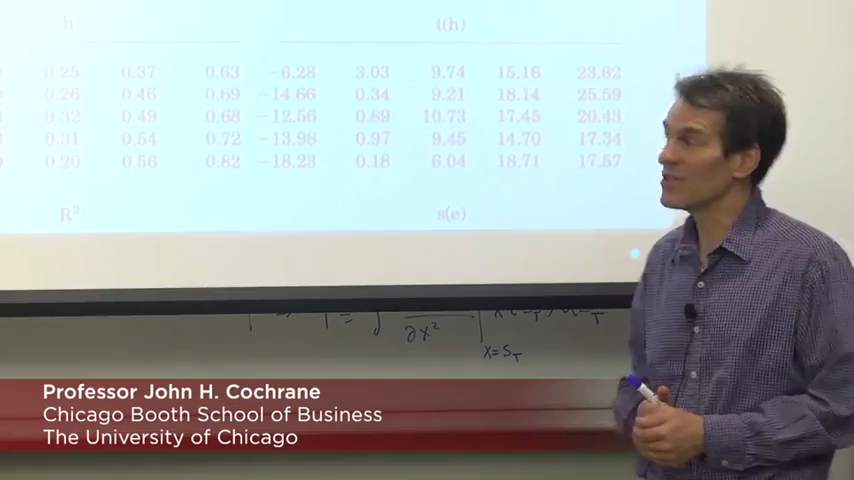 h t(h)
0.25 0.37 0.63 −6.28 3.03 9.74 15.16 23.62
0.26 0.46 0.69 −14.66 0.34 9.21 18.14 25.59
0.32 0.49 0.68 −12.56 0.89 10.73 17.45 20.49
0.31 0.54 0.72 −13.98 0.97 9.45 14.70 17.34
0.20 0.56 0.82 −18.23 0.18 6.04 18.71 17.57
R² s(e)
∂x²
x=S_T
Professor John H. Cochrane
Chicago Booth School of Business
The University of Chicago